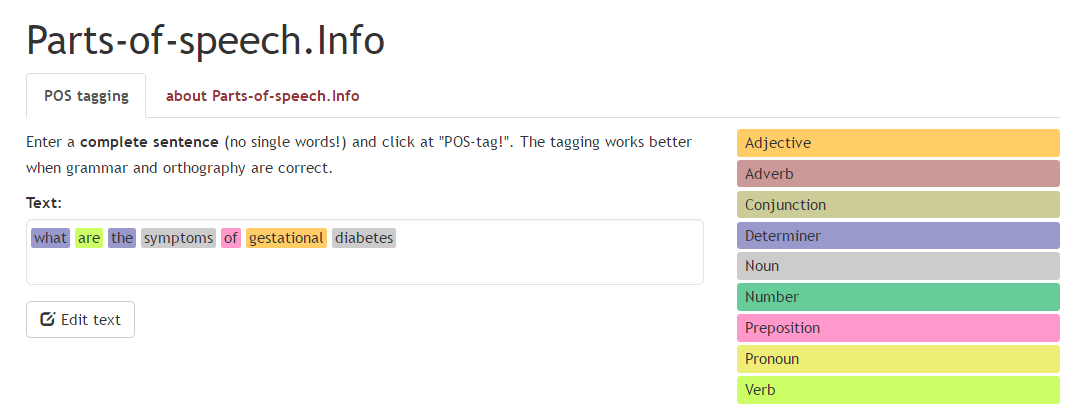 Parts-of-speech.Info
POS tagging
about Parts-of-speech.Info
Enter a complete sentence (no single words!) and click at "POS-tag!". The tagging works better
when grammar and orthography are correct.
Text:
what are the symptoms of gestational diabetes
Edit text
Adjective
Adverb
Conjunction
Determiner
Noun
Number
Preposition
Pronoun
Verb